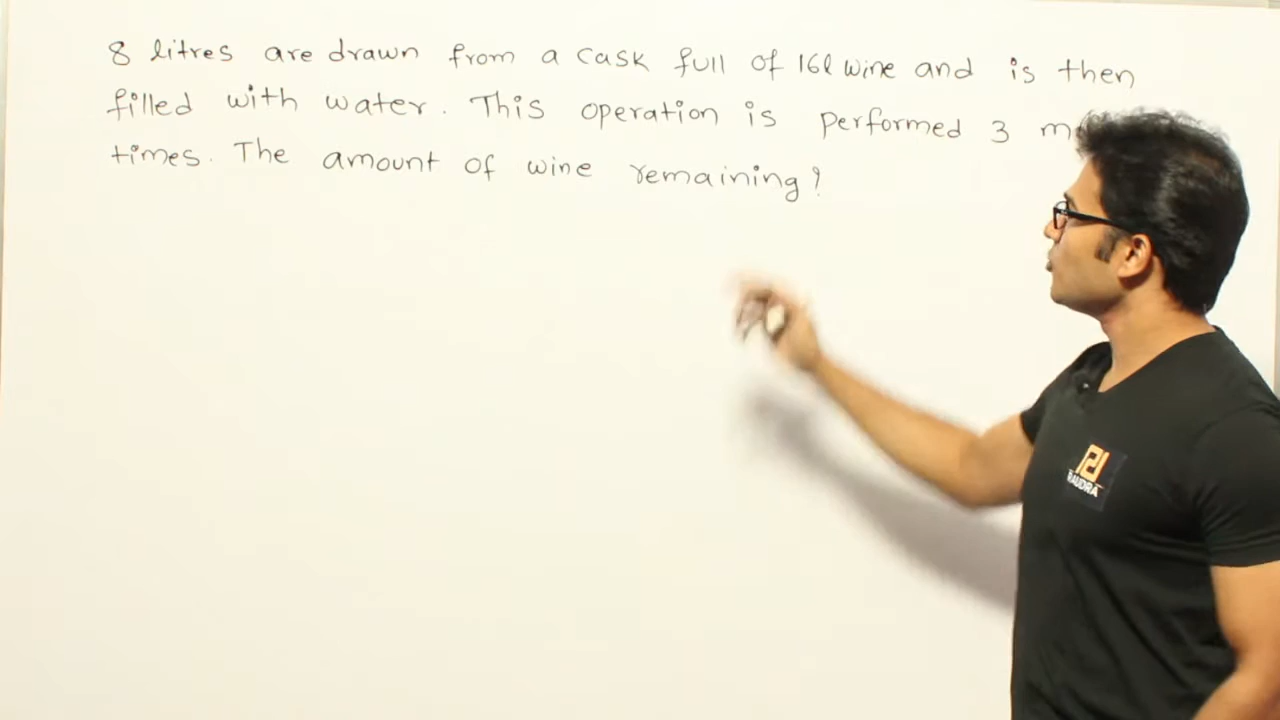 8 litres are drawn from a cask full of 16l wine and is then
filled with water. This operation is performed 3
times. The amount of wine remaining?
RAUDRA